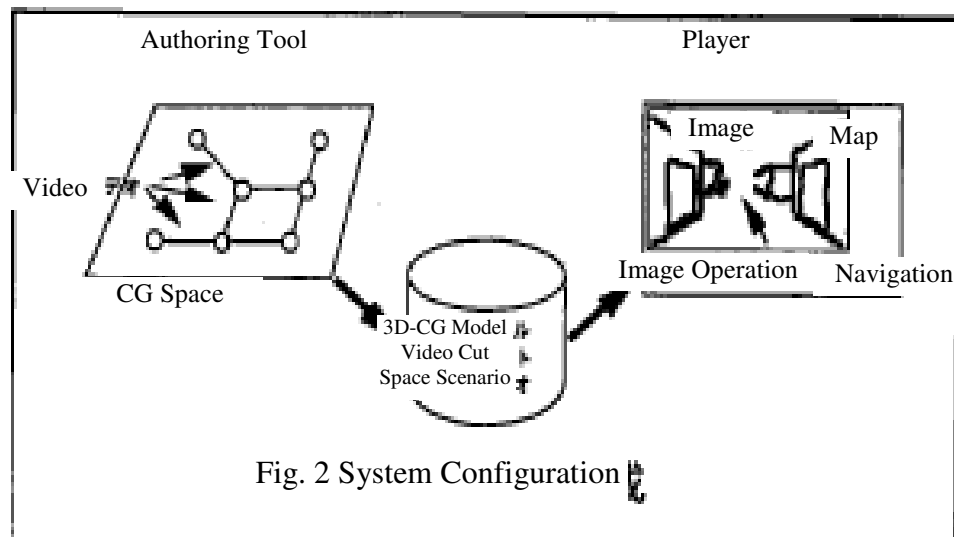 Authoring Tool
Player
Image
Map
Video
Image Operation
Navigation
CG Space
3D-CG Model
Video Cut
Space Scenario
Fig. 2 System Configuration